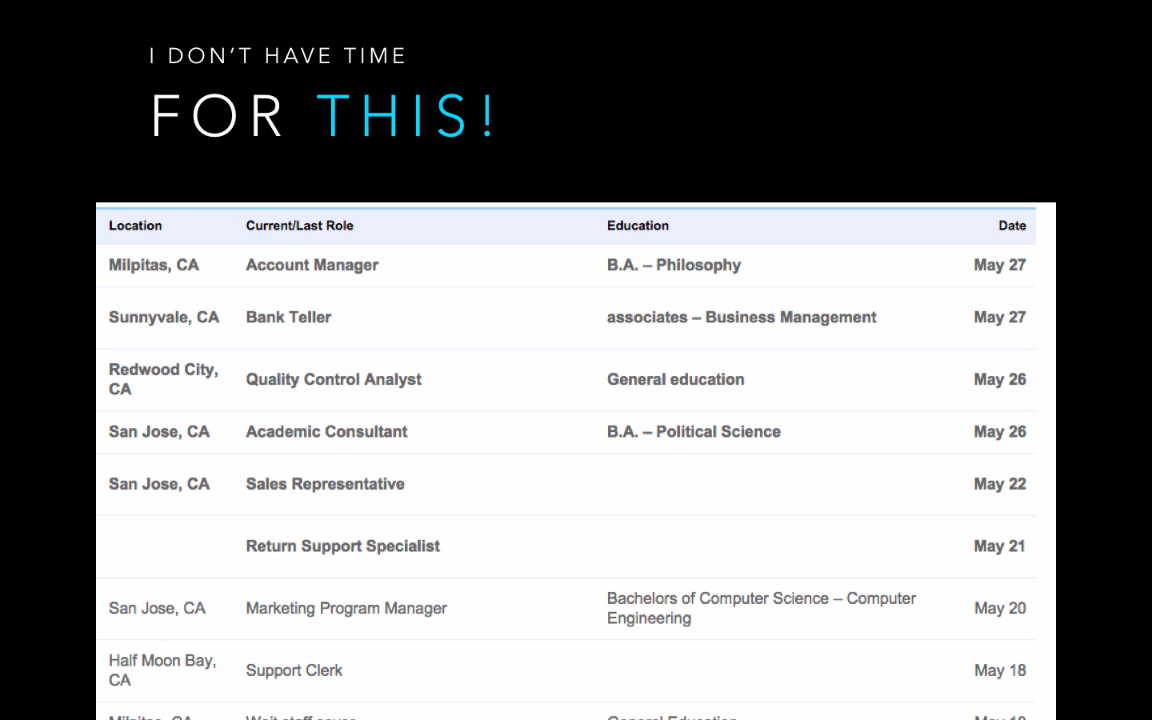 I DON’T HAVE TIME
FOR THIS!
Location Current/Last Role Education Date
Milpitas, CA Account Manager B.A. – Philosophy May 27
Sunnyvale, CA Bank Teller associates – Business Management May 27
Redwood City,
CA Quality Control Analyst General education May 26
San Jose, CA Academic Consultant B.A. – Political Science May 26
San Jose, CA Sales Representative May 22
Return Support Specialist May 21
San Jose, CA Marketing Program Manager Bachelors of Computer Science – Computer
Engineering May 20
Half Moon Bay,
CA Support Clerk May 18
Milpitas, CA General Education